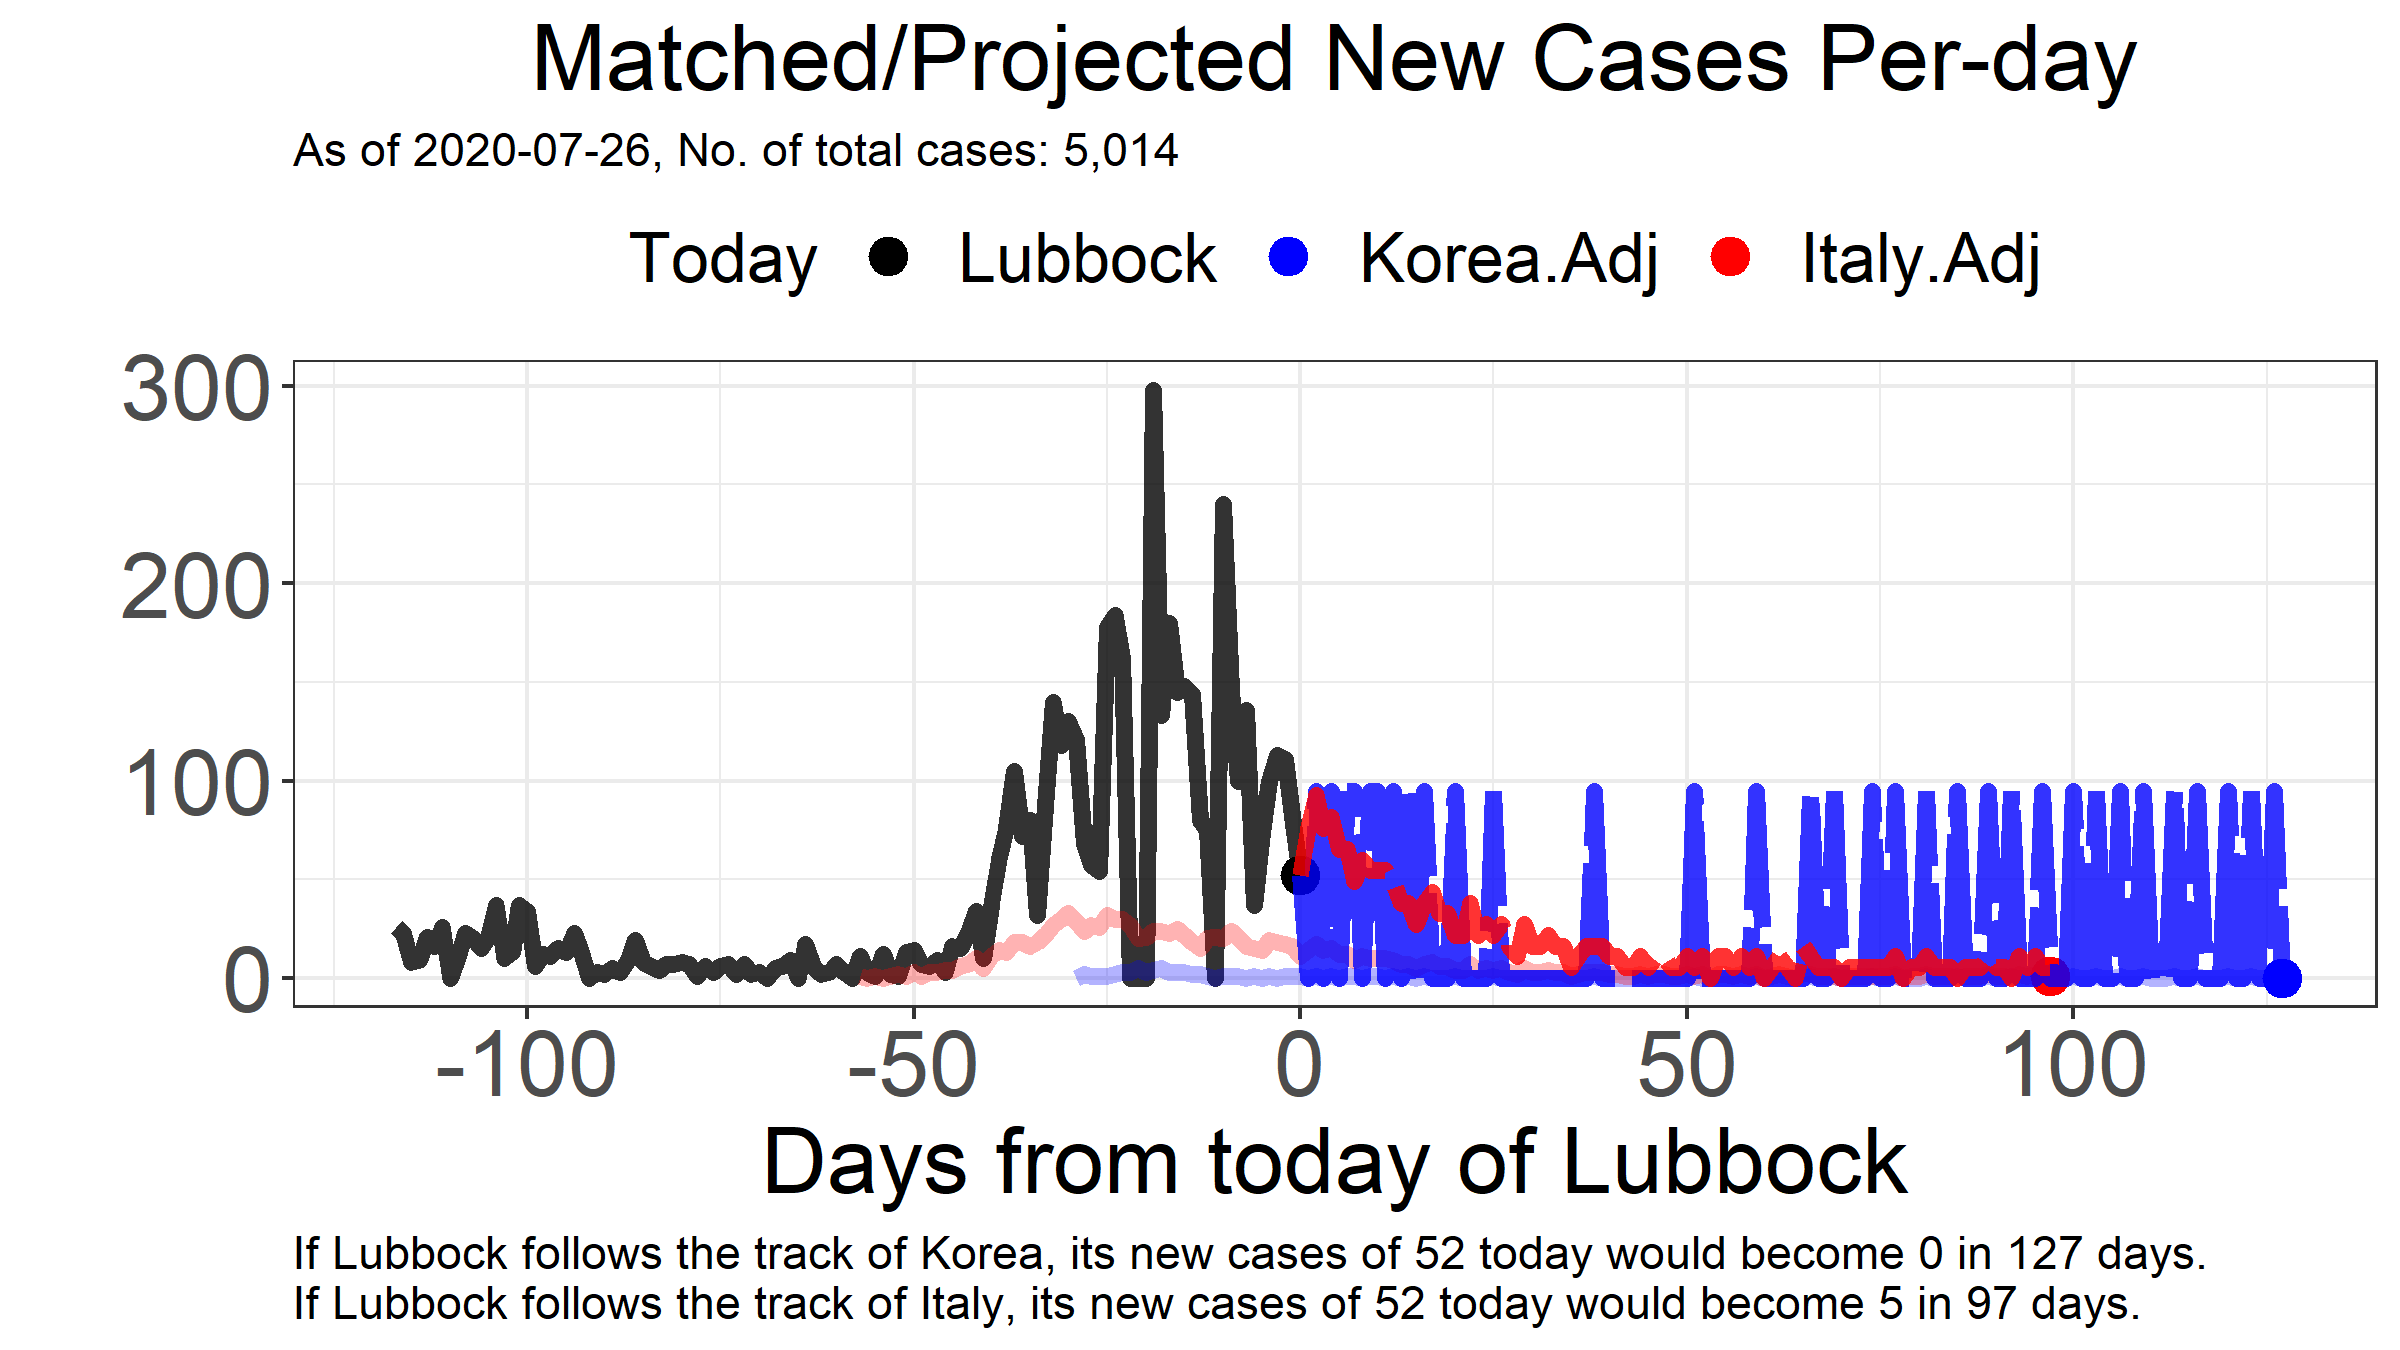 Matched/Projected New Cases Per-day
As of 2020-07-26, No. of total cases: 5,014
Today Lubbock Korea.Adj Italy.Adj
300
200
100
0
-100 -50 0 50 100
Days from today of Lubbock
If Lubbock follows the track of Korea, its new cases of 52 today would become 0 in 127 days.
If Lubbock follows the track of Italy, its new cases of 52 today would become 5 in 97 days.